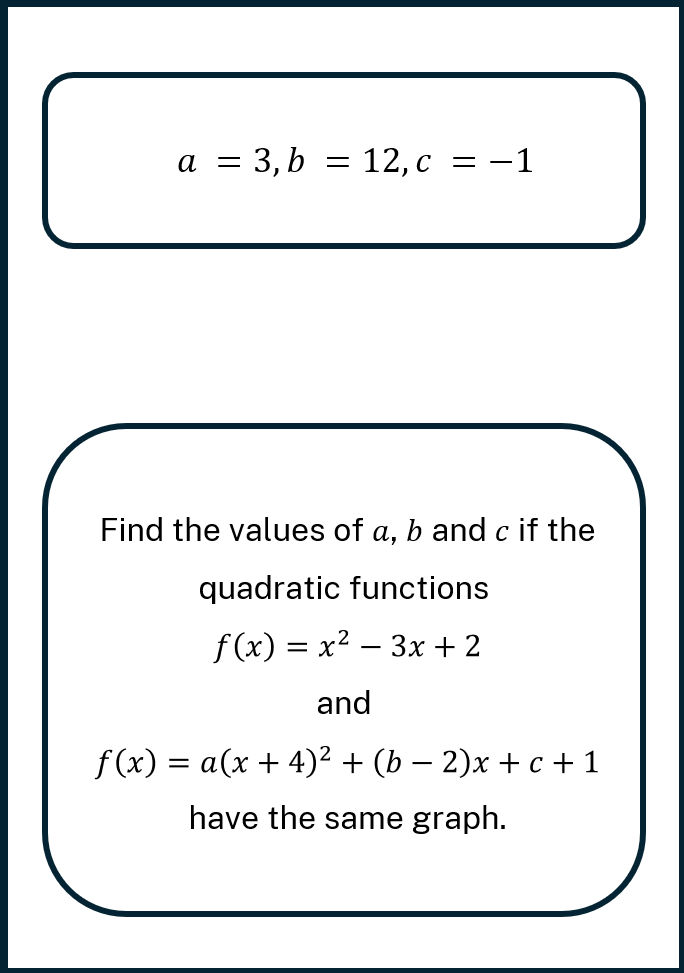 a = 3, b = 12, c = −1
Find the values of a, b and c if the
quadratic functions
f(x) = x² − 3x + 2
and
f(x) = a(x + 4)² + (b − 2)x + c + 1
have the same graph.